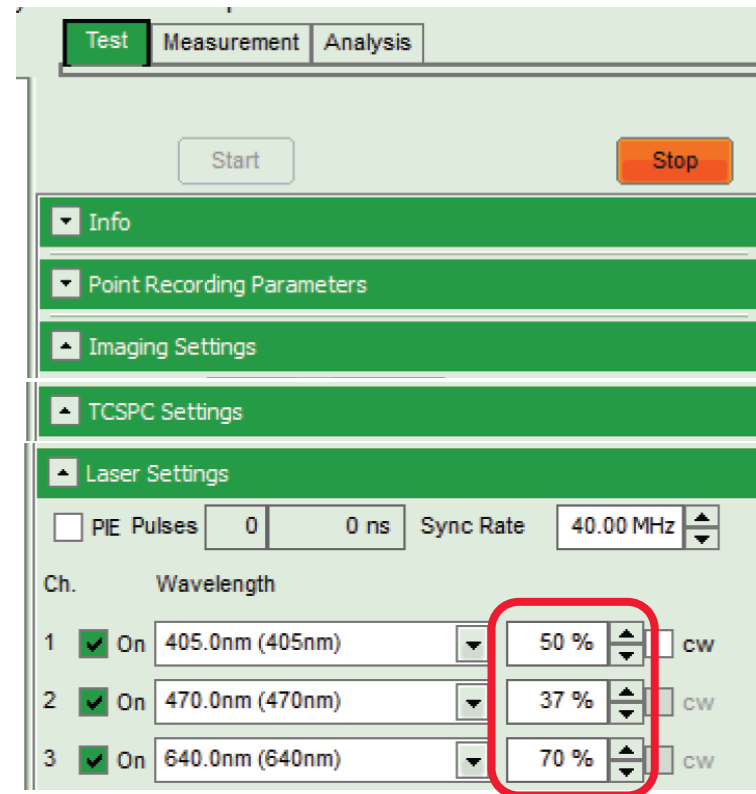 Test Measurement Analysis
Start Stop
Info
Point Recording Parameters
Imaging Settings
TCSPC Settings
Laser Settings
PIE Pulses 0 0 ns Sync Rate 40.00 MHz
Ch. Wavelength
1 On 405.0nm (405nm) 50 % cw
2 On 470.0nm (470nm) 37 % cw
3 On 640.0nm (640nm) 70 % cw